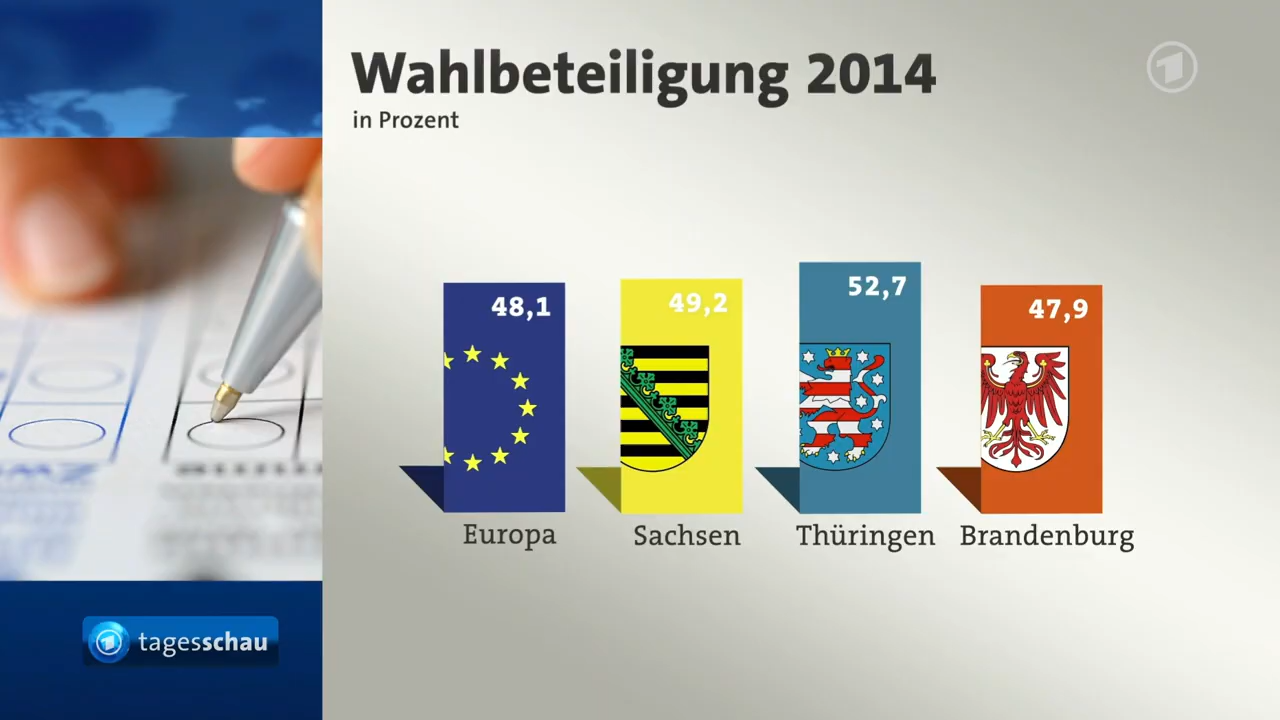 Wahlbeteiligung 2014
in Prozent
48,1
49,2
52,7
47,9
Europa
Sachsen
Thüringen
Brandenburg
tagesschau